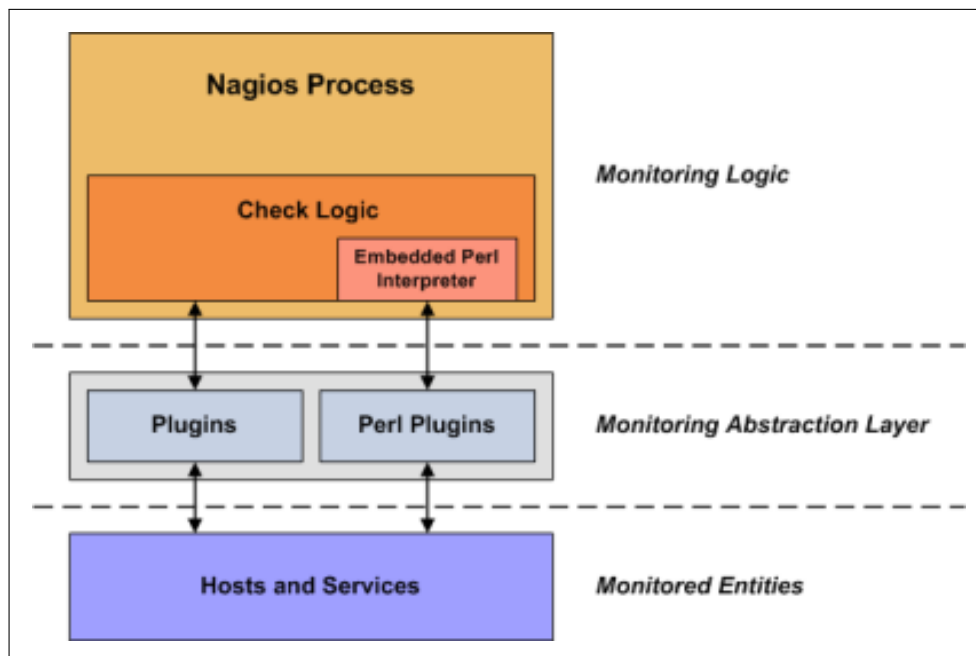 Nagios Process
Monitoring Logic
Check Logic
Embedded Perl
Interpreter
Plugins
Perl Plugins
Monitoring Abstraction Layer
Hosts and Services
Monitored Entities